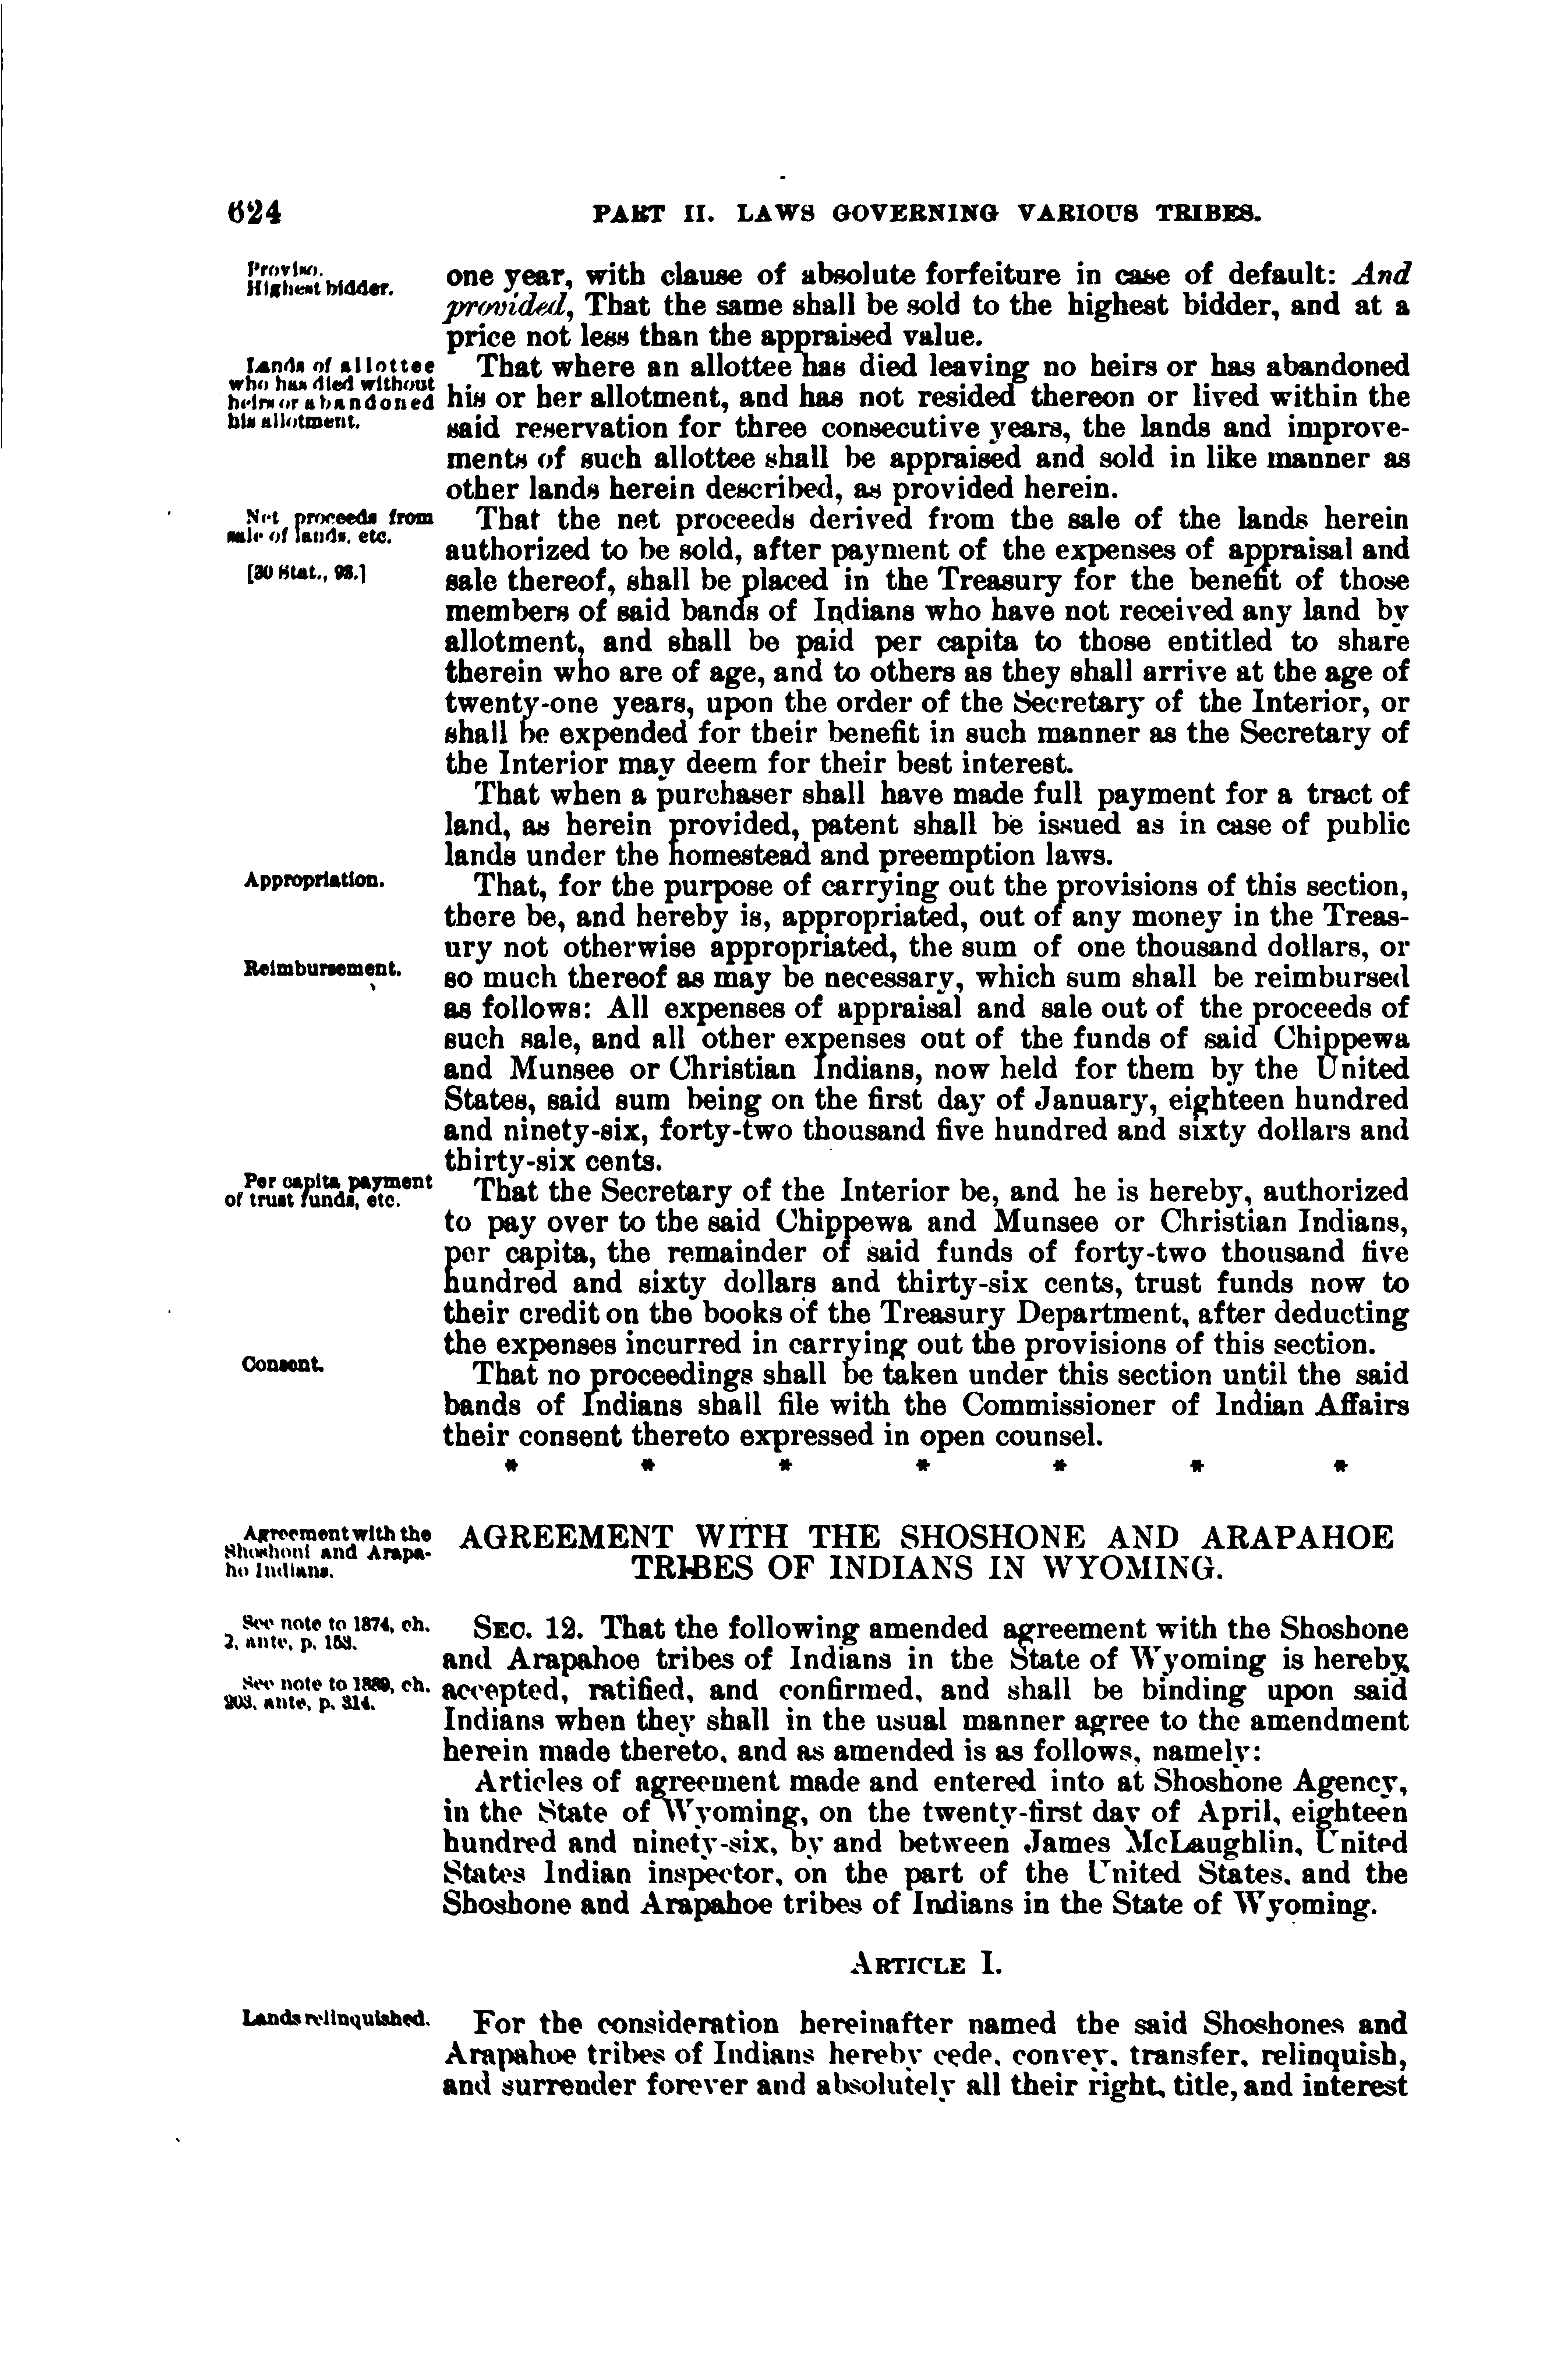 624
PART II. LAWS GOVERNING VARIOUS TRIBES.
Proviso.
Highest bidder.
one year, with clause of absolute forfeiture in case of default: And
provided, That the same shall be sold to the highest bidder, and at a
price not less than the appraised value.
Lands of allottee
who has died without
heirs or abandoned
his allotment.
That where an allottee has died leaving no heirs or has abandoned
his or her allotment, and has not resided thereon or lived within the
said reservation for three consecutive years, the lands and improve-
ments of such allottee shall be appraised and sold in like manner as
other lands herein described, as provided herein.
Net proceeds from
sale of lands, etc.
[30 Stat., 93.]
That the net proceeds derived from the sale of the lands herein
authorized to be sold, after payment of the expenses of appraisal and
sale thereof, shall be placed in the Treasury for the benefit of those
members of said bands of Indians who have not received any land by
allotment, and shall be paid per capita to those entitled to share
therein who are of age, and to others as they shall arrive at the age of
twenty-one years, upon the order of the Secretary of the Interior, or
shall be expended for their benefit in such manner as the Secretary of
the Interior may deem for their best interest.
That when a purchaser shall have made full payment for a tract of
land, as herein provided, patent shall be issued as in case of public
lands under the homestead and preemption laws.
Appropriation.
That, for the purpose of carrying out the provisions of this section,
there be, and hereby is, appropriated, out of any money in the Treas-
ury not otherwise appropriated, the sum of one thousand dollars, or
Reimbursement.
so much thereof as may be necessary, which sum shall be reimbursed
as follows: All expenses of appraisal and sale out of the proceeds of
such sale, and all other expenses out of the funds of said Chippewa
and Munsee or Christian Indians, now held for them by the United
States, said sum being on the first day of January, eighteen hundred
and ninety-six, forty-two thousand five hundred and sixty dollars and
thirty-six cents.
Per capita payment
of trust funds, etc.
That the Secretary of the Interior be, and he is hereby, authorized
to pay over to the said Chippewa and Munsee or Christian Indians,
per capita, the remainder of said funds of forty-two thousand five
hundred and sixty dollars and thirty-six cents, trust funds now to
their credit on the books of the Treasury Department, after deducting
the expenses incurred in carrying out the provisions of this section.
Consent.
That no proceedings shall be taken under this section until the said
bands of Indians shall file with the Commissioner of Indian Affairs
their consent thereto expressed in open counsel.
* * * * * * *
Agreement with the
Shoshoni and Arapa-
ho Indians.
AGREEMENT WITH THE SHOSHONE AND ARAPAHOE
TRIBES OF INDIANS IN WYOMING.
See note to 1874, ch.
2, ante, p. 153.
See note to 1889, ch.
203, ante, p. 314.
SEC. 12. That the following amended agreement with the Shoshone
and Arapahoe tribes of Indians in the State of Wyoming is hereby
accepted, ratified, and confirmed, and shall be binding upon said
Indians when they shall in the usual manner agree to the amendment
herein made thereto, and as amended is as follows, namely:
Articles of agreement made and entered into at Shoshone Agency,
in the State of Wyoming, on the twenty-first day of April, eighteen
hundred and ninety-six, by and between James McLaughlin, United
States Indian inspector, on the part of the United States, and the
Shoshone and Arapahoe tribes of Indians in the State of Wyoming.
ARTICLE I.
Lands relinquished.
For the consideration hereinafter named the said Shoshones and
Arapahoe tribes of Indians hereby cede, convey, transfer, relinquish,
and surrender forever and absolutely all their right, title, and interest